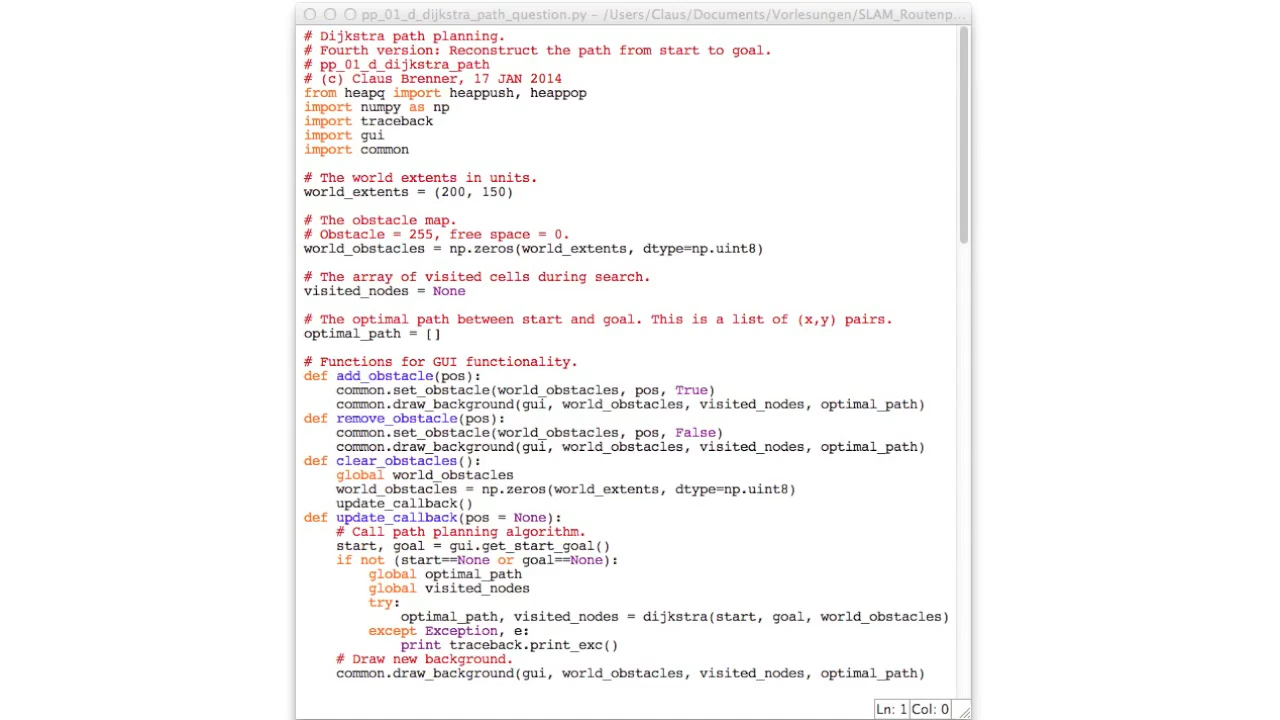 pp_01_d_dijkstra_path_question.py – /Users/Claus/Documents/Vorlesungen/SLAM_Routenp...
# Dijkstra path planning.
# Fourth version: Reconstruct the path from start to goal.
# pp_01_d_dijkstra_path
# (c) Claus Brenner, 17 JAN 2014
from heapq import heappush, heappop
import numpy as np
import traceback
import gui
import common
# The world extents in units.
world_extents = (200, 150)
# The obstacle map.
# Obstacle = 255, free space = 0.
world_obstacles = np.zeros(world_extents, dtype=np.uint8)
# The array of visited cells during search.
visited_nodes = None
# The optimal path between start and goal. This is a list of (x,y) pairs.
optimal_path = []
# Functions for GUI functionality.
def add_obstacle(pos):
    common.set_obstacle(world_obstacles, pos, True)
    common.draw_background(gui, world_obstacles, visited_nodes, optimal_path)
def remove_obstacle(pos):
    common.set_obstacle(world_obstacles, pos, False)
    common.draw_background(gui, world_obstacles, visited_nodes, optimal_path)
def clear_obstacles():
    global world_obstacles
    world_obstacles = np.zeros(world_extents, dtype=np.uint8)
    update_callback()
def update_callback(pos = None):
    # Call path planning algorithm.
    start, goal = gui.get_start_goal()
    if not (start==None or goal==None):
        global optimal_path
        global visited_nodes
        try:
            optimal_path, visited_nodes = dijkstra(start, goal, world_obstacles)
        except Exception, e:
            print traceback.print_exc()
    # Draw new background.
    common.draw_background(gui, world_obstacles, visited_nodes, optimal_path)
Ln: 1 Col: 0